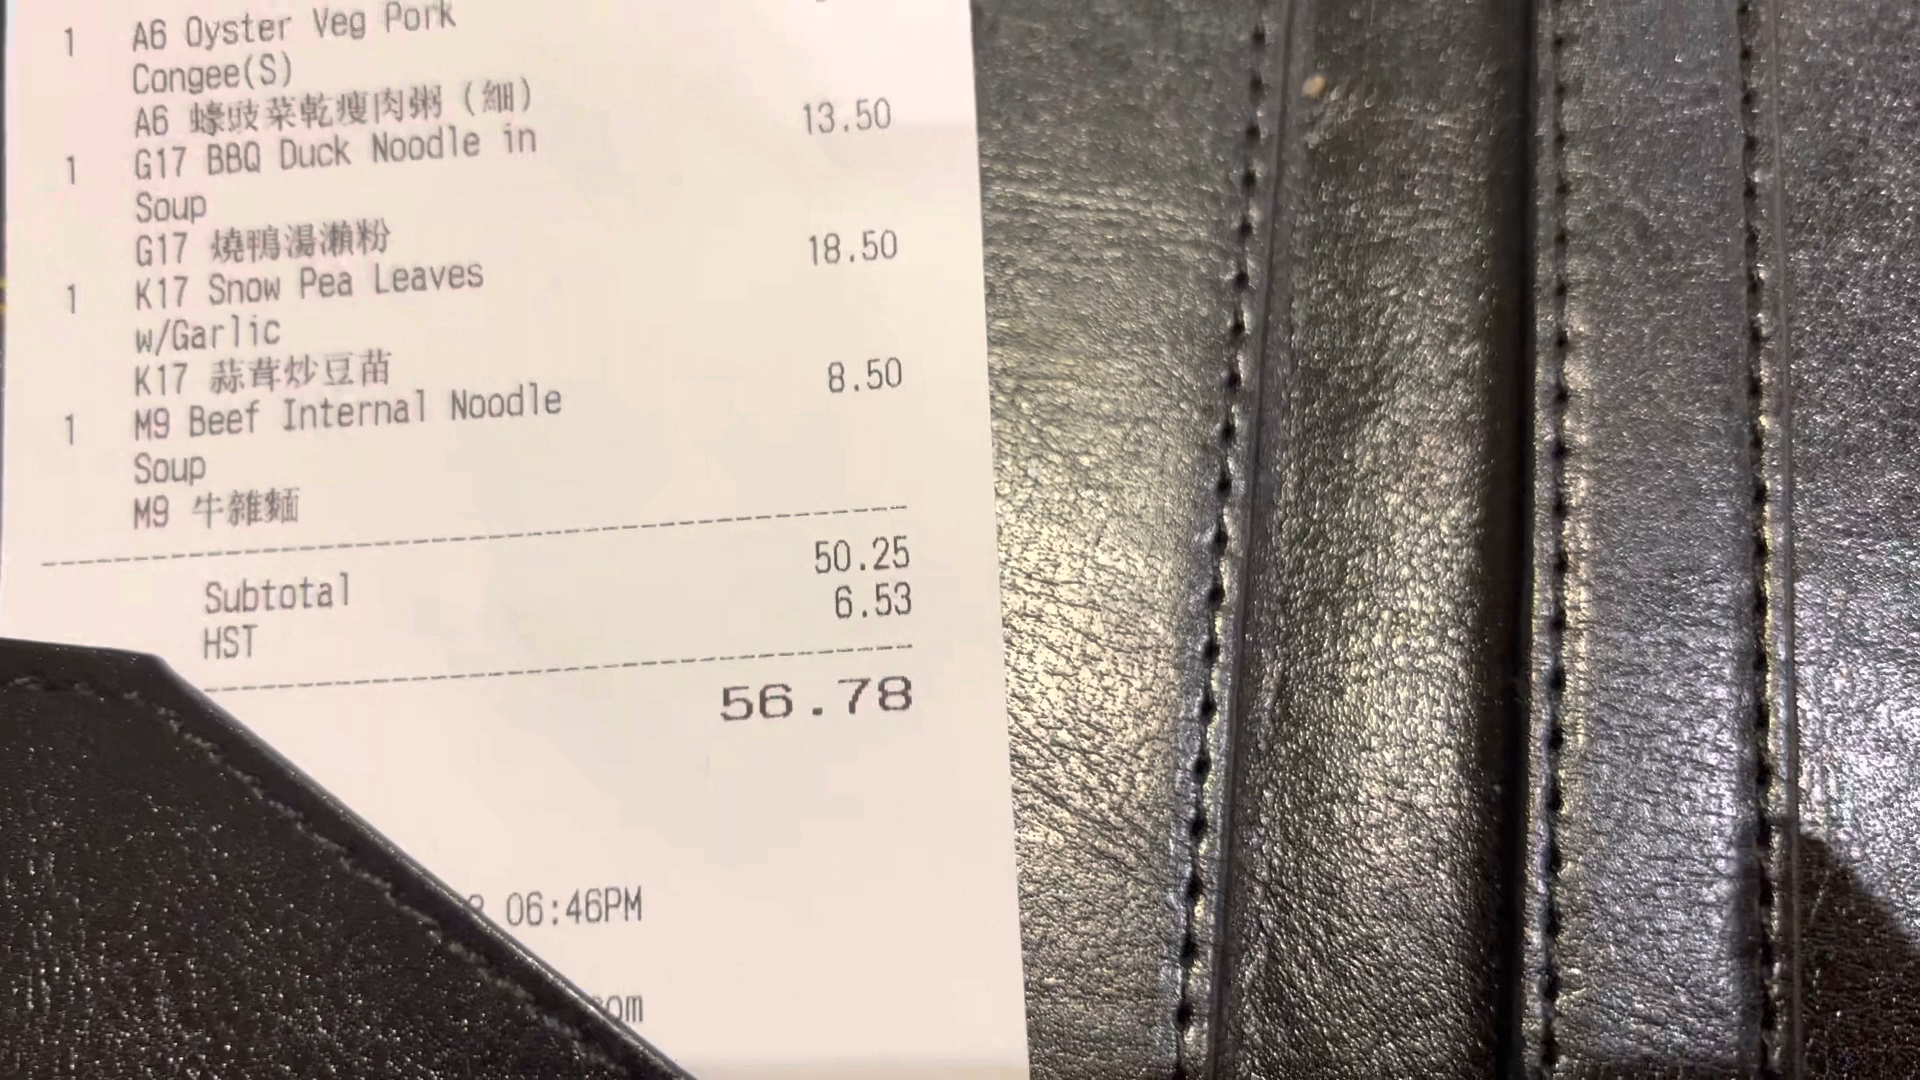 1 A6 Oyster Veg Pork
Congee(S)
A6 蠔豉菜乾瘦肉粥 (細)
1 G17 BBQ Duck Noodle in 13.50
Soup
G17 燒鴨湯瀨粉
1 K17 Snow Pea Leaves 18.50
w/Garlic
K17 蒜茸炒豆苗
1 M9 Beef Internal Noodle 8.50
Soup
M9 牛雜麵
Subtotal 50.25
HST 6.53
56.78
06:46PM
om